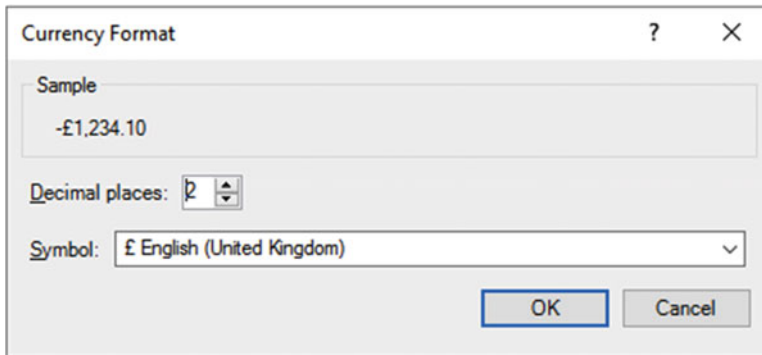 Currency Format ?
Sample
-£1,234.10
Decimal places: 2
Symbol: £ English (United Kingdom)
OK Cancel